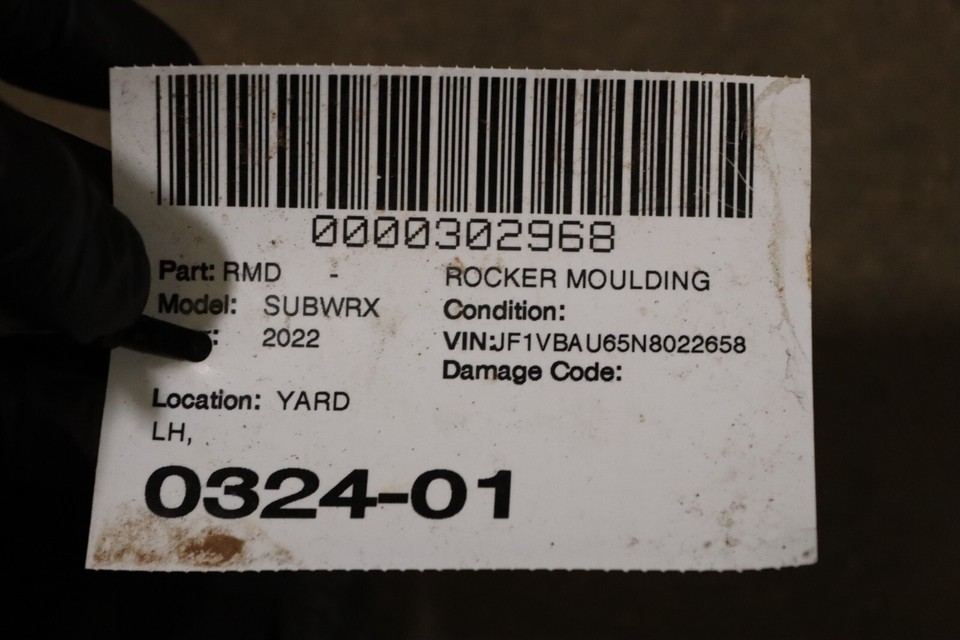 0000302968
Part: RMD - ROCKER MOULDING
Model: SUBWRX Condition:
: 2022 VIN:JF1VBAU65N8022658
Damage Code:
Location: YARD
LH,
0324-01